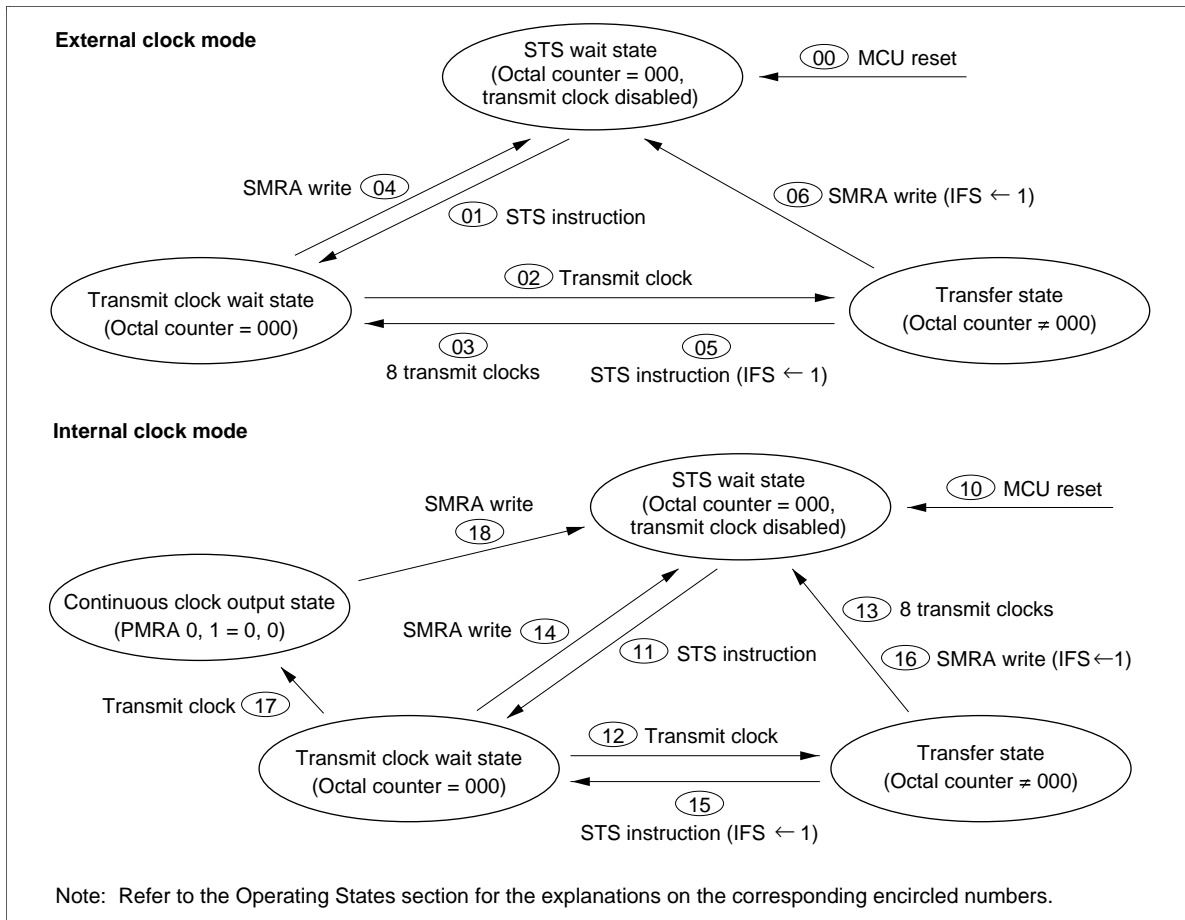 External clock mode
STS wait state
(Octal counter = 000,
transmit clock disabled)
00 MCU reset
SMRA write 04
01 STS instruction
06 SMRA write (IFS ← 1)
02 Transmit clock
Transmit clock wait state
(Octal counter = 000)
Transfer state
(Octal counter ≠ 000)
03
8 transmit clocks
05
STS instruction (IFS ← 1)
Internal clock mode
STS wait state
(Octal counter = 000,
transmit clock disabled)
10 MCU reset
SMRA write
18
Continuous clock output state
(PMRA 0, 1 = 0, 0)
SMRA write 14
11 STS instruction
13 8 transmit clocks
16 SMRA write (IFS←1)
Transmit clock 17
12 Transmit clock
Transmit clock wait state
(Octal counter = 000)
Transfer state
(Octal counter ≠ 000)
15
STS instruction (IFS ← 1)
Note: Refer to the Operating States section for the explanations on the corresponding encircled numbers.